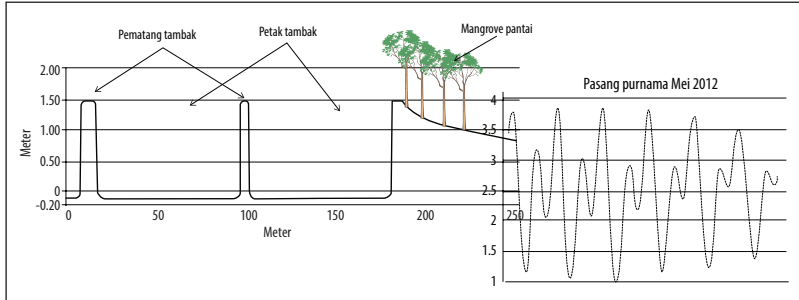 Pematang tambak
Petak tambak
Mangrove pantai
Pasang purnama Mei 2012
Meter
2.00
1.50
1.00
0.50
0
-0.20
0 50 100 150 200 250
Meter
4
3.5
3
2.5
2
1.5
1